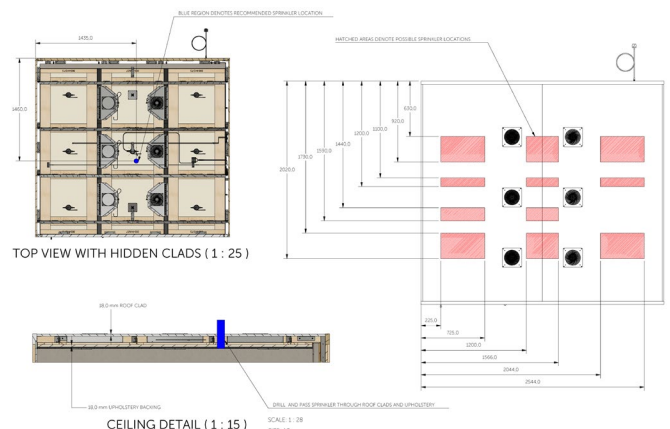 BLUE REGION DENOTES RECOMMENDED SPRINKLER LOCATION
1435,0
1460,0
TOP VIEW WITH HIDDEN CLADS ( 1 : 25 )
HATCHED AREAS DENOTE POSSIBLE SPRINKLER LOCATIONS
630,0
920,0
1100,0
1200,0
1440,0
1590,0
1730,0
2020,0
225,0
725,0
1200,0
1566,0
2044,0
2544,0
18,0 mm ROOF CLAD
18,0 mm UPHOLSTERY BACKING
DRILL AND PASS SPRINKLER THROUGH ROOF CLADS AND UPHOLSTERY
CEILING DETAIL ( 1 : 15 )
SCALE: 1 : 28